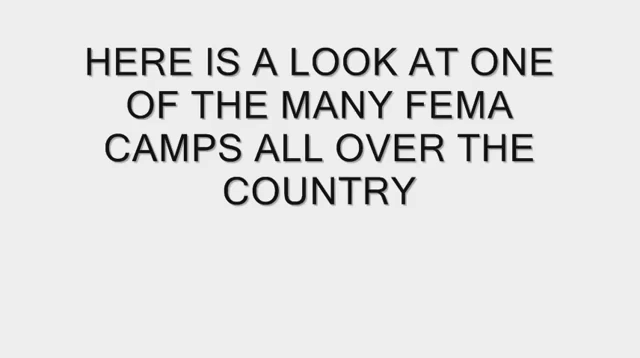 HERE IS A LOOK AT ONE
OF THE MANY FEMA
CAMPS ALL OVER THE
COUNTRY